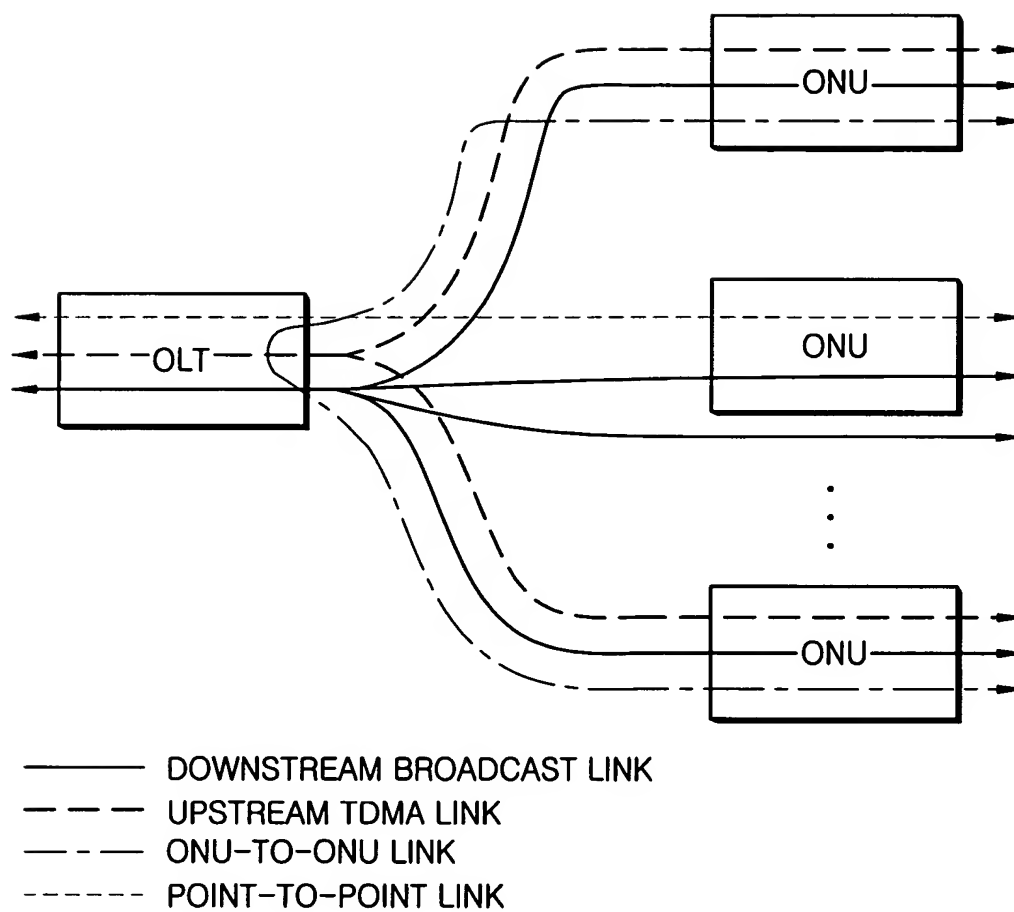 ONU
ONU
OLT
ONU
DOWNSTREAM BROADCAST LINK
UPSTREAM TDMA LINK
ONU-TO-ONU LINK
POINT-TO-POINT LINK